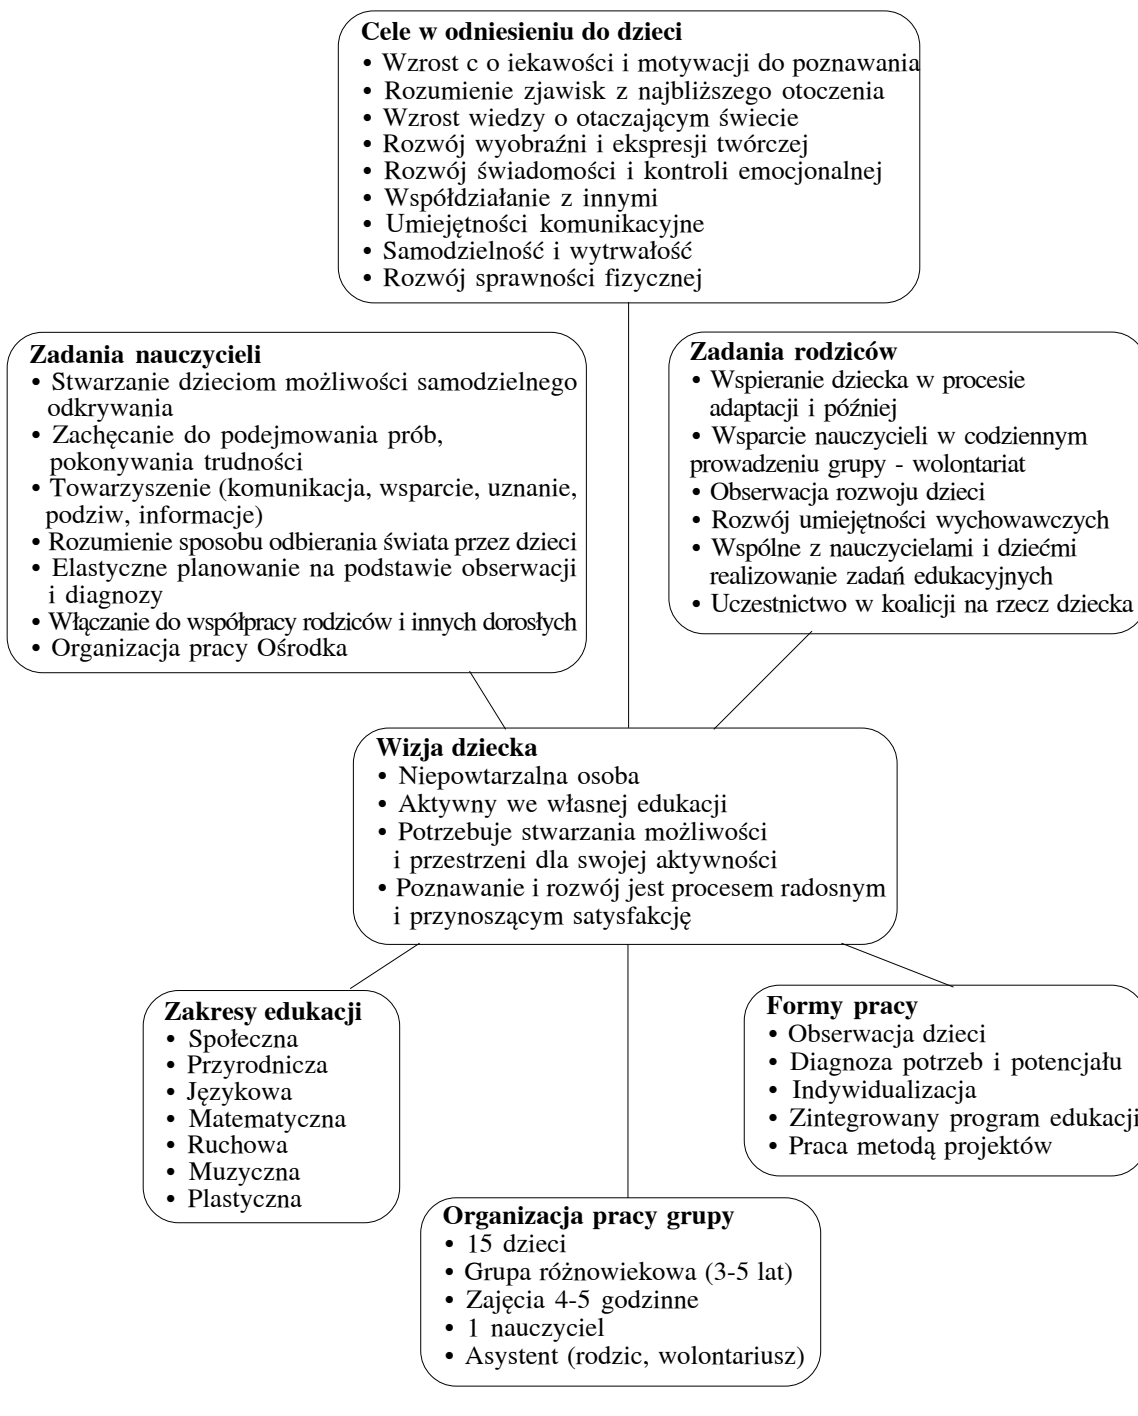 Cele w odniesieniu do dzieci
• Wzrost c o iekawości i motywacji do poznawania
• Rozumienie zjawisk z najbliższego otoczenia
• Wzrost wiedzy o otaczającym świecie
• Rozwój wyobraźni i ekspresji twórczej
• Rozwój świadomości i kontroli emocjonalnej
• Współdziałanie z innymi
• Umiejętności komunikacyjne
• Samodzielność i wytrwałość
• Rozwój sprawności fizycznej
Zadania nauczycieli
• Stwarzanie dzieciom możliwości samodzielnego
odkrywania
• Zachęcanie do podejmowania prób,
pokonywania trudności
• Towarzyszenie (komunikacja, wsparcie, uznanie,
podziw, informacje)
• Rozumienie sposobu odbierania świata przez dzieci
• Elastyczne planowanie na podstawie obserwacji
i diagnozy
• Włączanie do współpracy rodziców i innych dorosłych
• Organizacja pracy Ośrodka
Zadania rodziców
• Wspieranie dziecka w procesie
adaptacji i później
• Wsparcie nauczycieli w codziennym
prowadzeniu grupy - wolontariat
• Obserwacja rozwoju dzieci
• Rozwój umiejętności wychowawczych
• Wspólne z nauczycielami i dziećmi
realizowanie zadań edukacyjnych
• Uczestnictwo w koalicji na rzecz dziecka
Wizja dziecka
• Niepowtarzalna osoba
• Aktywny we własnej edukacji
• Potrzebuje stwarzania możliwości
i przestrzeni dla swojej aktywności
• Poznawanie i rozwój jest procesem radosnym
i przynoszącym satysfakcję
Zakresy edukacji
• Społeczna
• Przyrodnicza
• Językowa
• Matematyczna
• Ruchowa
• Muzyczna
• Plastyczna
Formy pracy
• Obserwacja dzieci
• Diagnoza potrzeb i potencjału
• Indywidualizacja
• Zintegrowany program edukacji
• Praca metodą projektów
Organizacja pracy grupy
• 15 dzieci
• Grupa różnowiekowa (3-5 lat)
• Zajęcia 4-5 godzinne
• 1 nauczyciel
• Asystent (rodzic, wolontariusz)